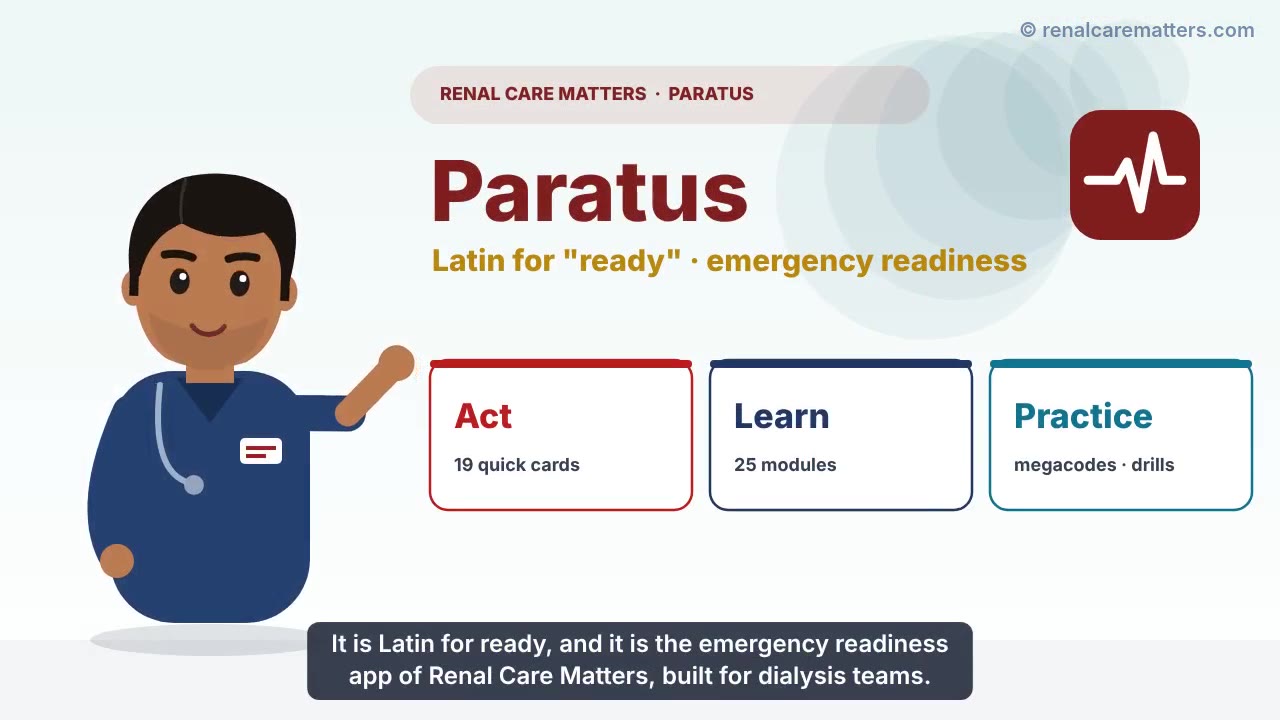 © renalcarematters.com
RENAL CARE MATTERS · PARATUS
Paratus
Latin for "ready" · emergency readiness
Act
19 quick cards
Learn
25 modules
Practice
megacodes · drills
It is Latin for ready, and it is the emergency readiness
app of Renal Care Matters, built for dialysis teams.